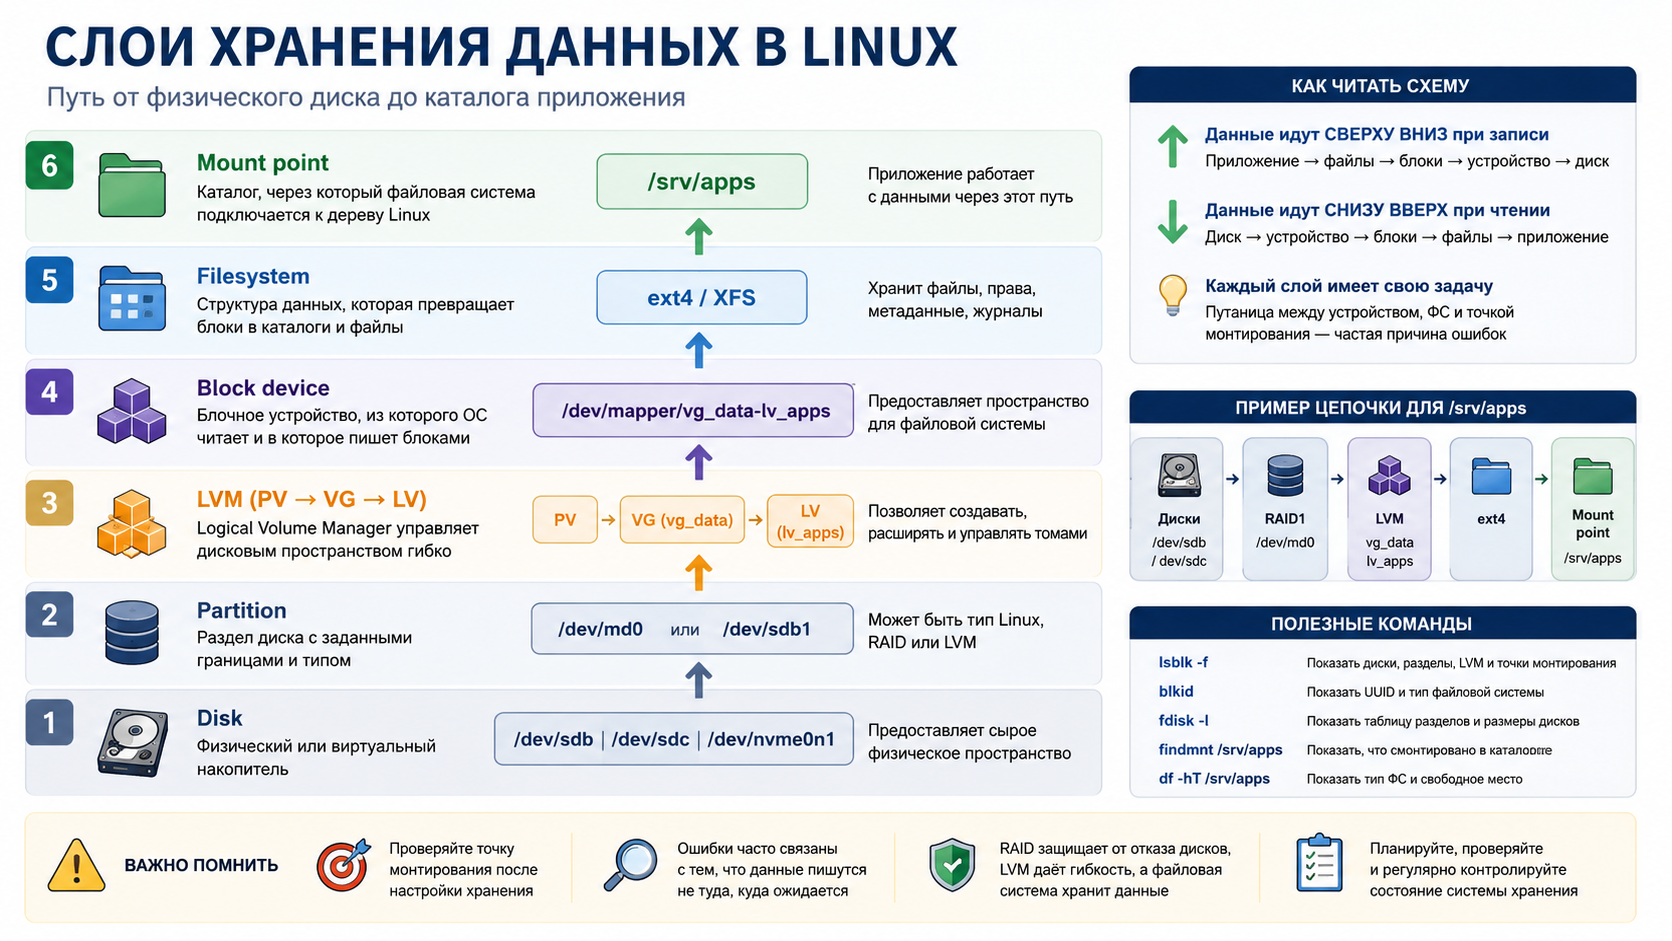 СЛОИ ХРАНЕНИЯ ДАННЫХ В LINUX
Путь от физического диска до каталога приложения
6
Mount point
Каталог, через который файловая система
подключается к дереву Linux
/srv/apps
Приложение работает
с данными через этот путь
5
Filesystem
Структура данных, которая превращает
блоки в каталоги и файлы
ext4 / XFS
Хранит файлы, права,
метаданные, журналы
4
Block device
Блочное устройство, из которого ОС
читает и в которое пишет блоками
/dev/mapper/vg_data-lv_apps
Предоставляет пространство
для файловой системы
3
LVM (PV → VG → LV)
Logical Volume Manager управляет
дисковым пространством гибко
PV → VG (vg_data) → LV
(lv_apps)
Позволяет создавать,
расширять и управлять томами
2
Partition
Раздел диска с заданными
границами и типом
/dev/md0 или /dev/sdb1
Может быть тип Linux,
RAID или LVM
1
Disk
Физический или виртуальный
накопитель
/dev/sdb | /dev/sdc | /dev/nvme0n1
Предоставляет сырое
физическое пространство
КАК ЧИТАТЬ СХЕМУ
Данные идут СВЕРХУ ВНИЗ при записи
Приложение → файлы → блоки → устройство → диск
Данные идут СНИЗУ ВВЕРХ при чтении
Диск → устройство → блоки → файлы → приложение
Каждый слой имеет свою задачу
Путаница между устройством, ФС и точкой
монтирования — частая причина ошибок
ПРИМЕР ЦЕПОЧКИ ДЛЯ /srv/apps
Диски
/dev/sdb
/ dev/sdc
RAID1
/dev/md0
LVM
vg_data
lv_apps
ext4
Mount
point
/srv/apps
ПОЛЕЗНЫЕ КОМАНДЫ
lsblk -f Показать диски, разделы, LVM и точки монтирования
blkid Показать UUID и тип файловой системы
fdisk -l Показать таблицу разделов и размеры дисков
findmnt /srv/apps Показать, что смонтировано в
df -hT /srv/apps Показать тип ФС и свободное место
ВАЖНО ПОМНИТЬ
Проверяйте точку
монтирования после
настройки хранения
Ошибки часто связаны
с тем, что данные пишутся
не туда, куда ожидается
RAID защищает от отказа дисков,
LVM даёт гибкость, а файловая
система хранит данные
Планируйте, проверяйте
и регулярно контролируйте
состояние системы хранения